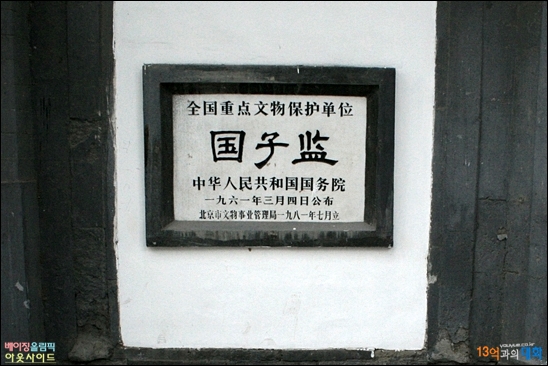 全国重点文物保护单位
国子监
中华人民共和国国务院
一九六一年三月四日公布
北京市文物事业管理局一九八一年七月立
베이징올림픽
아웃사이드
13억과의 대화